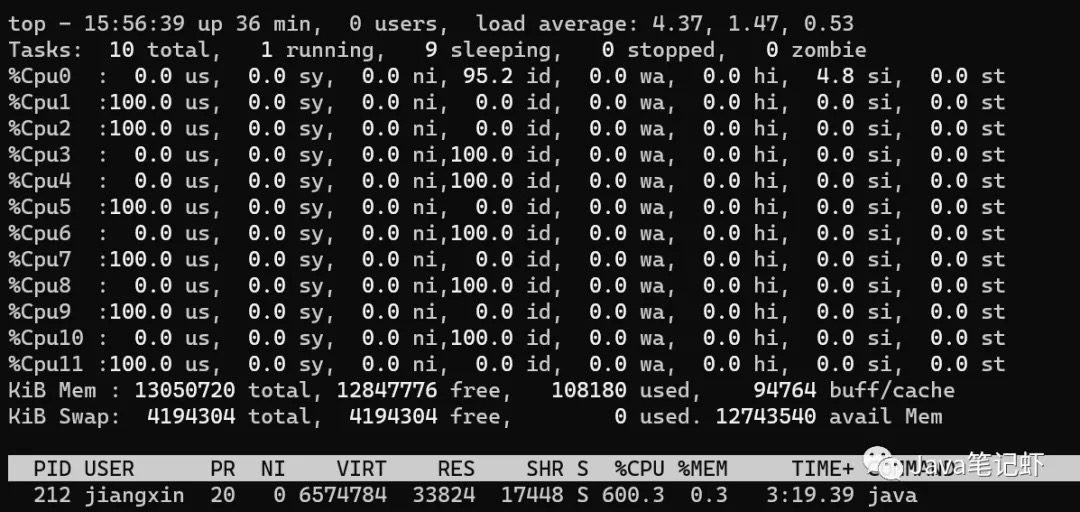 top - 15:56:39 up 36 min,  0 users,  load average: 4.37, 1.47, 0.53
Tasks:  10 total,   1 running,   9 sleeping,   0 stopped,   0 zombie
%Cpu0  :  0.0 us,  0.0 sy,  0.0 ni, 95.2 id,  0.0 wa,  0.0 hi,  4.8 si,  0.0 st
%Cpu1  :100.0 us,  0.0 sy,  0.0 ni,  0.0 id,  0.0 wa,  0.0 hi,  0.0 si,  0.0 st
%Cpu2  :100.0 us,  0.0 sy,  0.0 ni,  0.0 id,  0.0 wa,  0.0 hi,  0.0 si,  0.0 st
%Cpu3  :  0.0 us,  0.0 sy,  0.0 ni,100.0 id,  0.0 wa,  0.0 hi,  0.0 si,  0.0 st
%Cpu4  :  0.0 us,  0.0 sy,  0.0 ni,100.0 id,  0.0 wa,  0.0 hi,  0.0 si,  0.0 st
%Cpu5  :100.0 us,  0.0 sy,  0.0 ni,  0.0 id,  0.0 wa,  0.0 hi,  0.0 si,  0.0 st
%Cpu6  :  0.0 us,  0.0 sy,  0.0 ni,100.0 id,  0.0 wa,  0.0 hi,  0.0 si,  0.0 st
%Cpu7  :100.0 us,  0.0 sy,  0.0 ni,  0.0 id,  0.0 wa,  0.0 hi,  0.0 si,  0.0 st
%Cpu8  :  0.0 us,  0.0 sy,  0.0 ni,100.0 id,  0.0 wa,  0.0 hi,  0.0 si,  0.0 st
%Cpu9  :100.0 us,  0.0 sy,  0.0 ni,  0.0 id,  0.0 wa,  0.0 hi,  0.0 si,  0.0 st
%Cpu10 :  0.0 us,  0.0 sy,  0.0 ni,100.0 id,  0.0 wa,  0.0 hi,  0.0 si,  0.0 st
%Cpu11 :100.0 us,  0.0 sy,  0.0 ni,  0.0 id,  0.0 wa,  0.0 hi,  0.0 si,  0.0 st
KiB Mem : 13050720 total, 12847776 free,   108180 used,    94764 buff/cache
KiB Swap:  4194304 total,  4194304 free,        0 used. 12743540 avail Mem
PID USER      PR  NI    VIRT    RES    SHR S  %CPU %MEM     TIME+ COMMAND
Java笔记虾
212 jiangxin  20   0 6574784  33824  17448 S 600.3  0.3   3:19.39 java